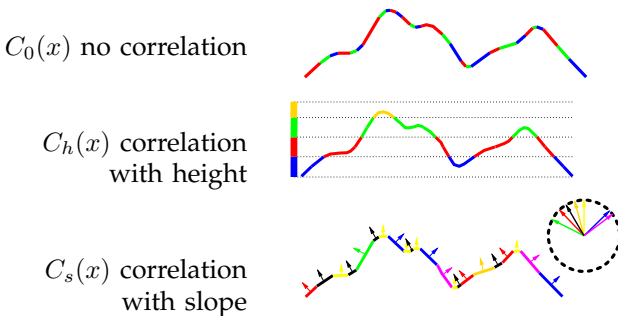 C₀(x) no correlation
Cₕ(x) correlation
with height
Cₛ(x) correlation
with slope